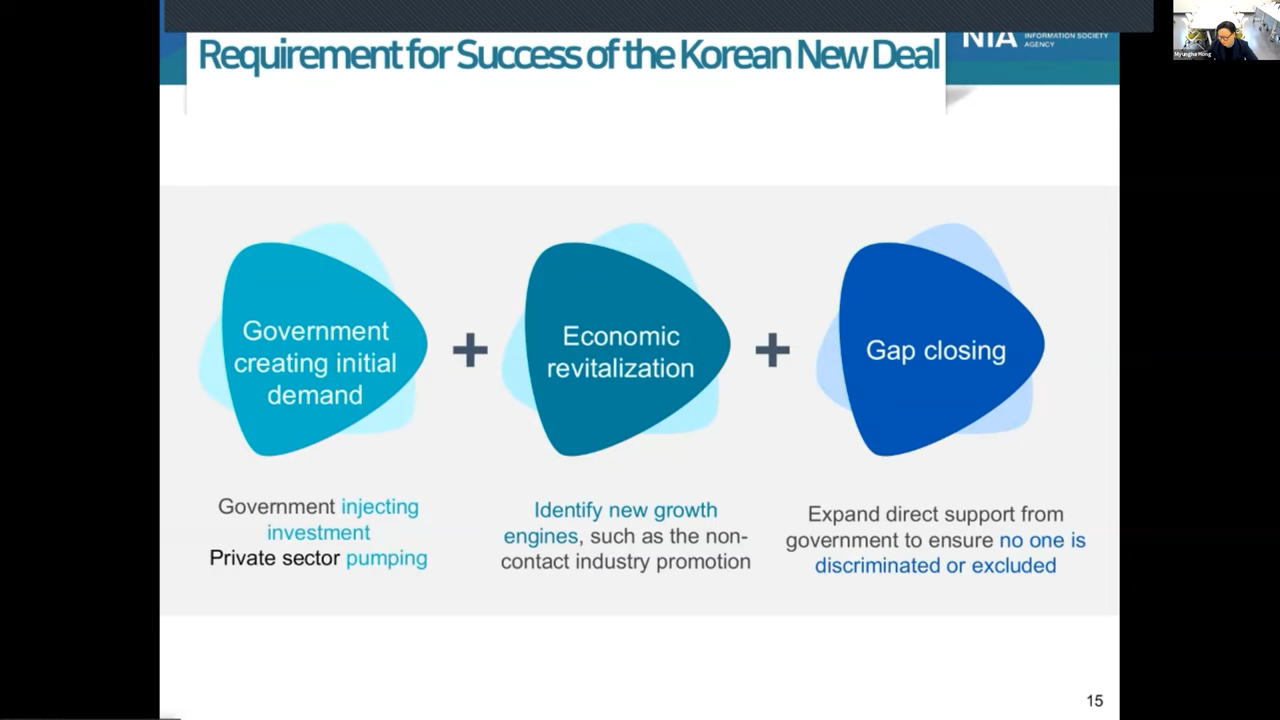 Requirement for Success of the Korean New Deal
NIA INFORMATION SOCIETY
AGENCY
Myungha Hong
Government
creating initial
demand
+
Economic
revitalization
+
Gap closing
Government injecting
investment
Private sector pumping
Identify new growth
engines, such as the non-
contact industry promotion
Expand direct support from
government to ensure no one is
discriminated or excluded
15